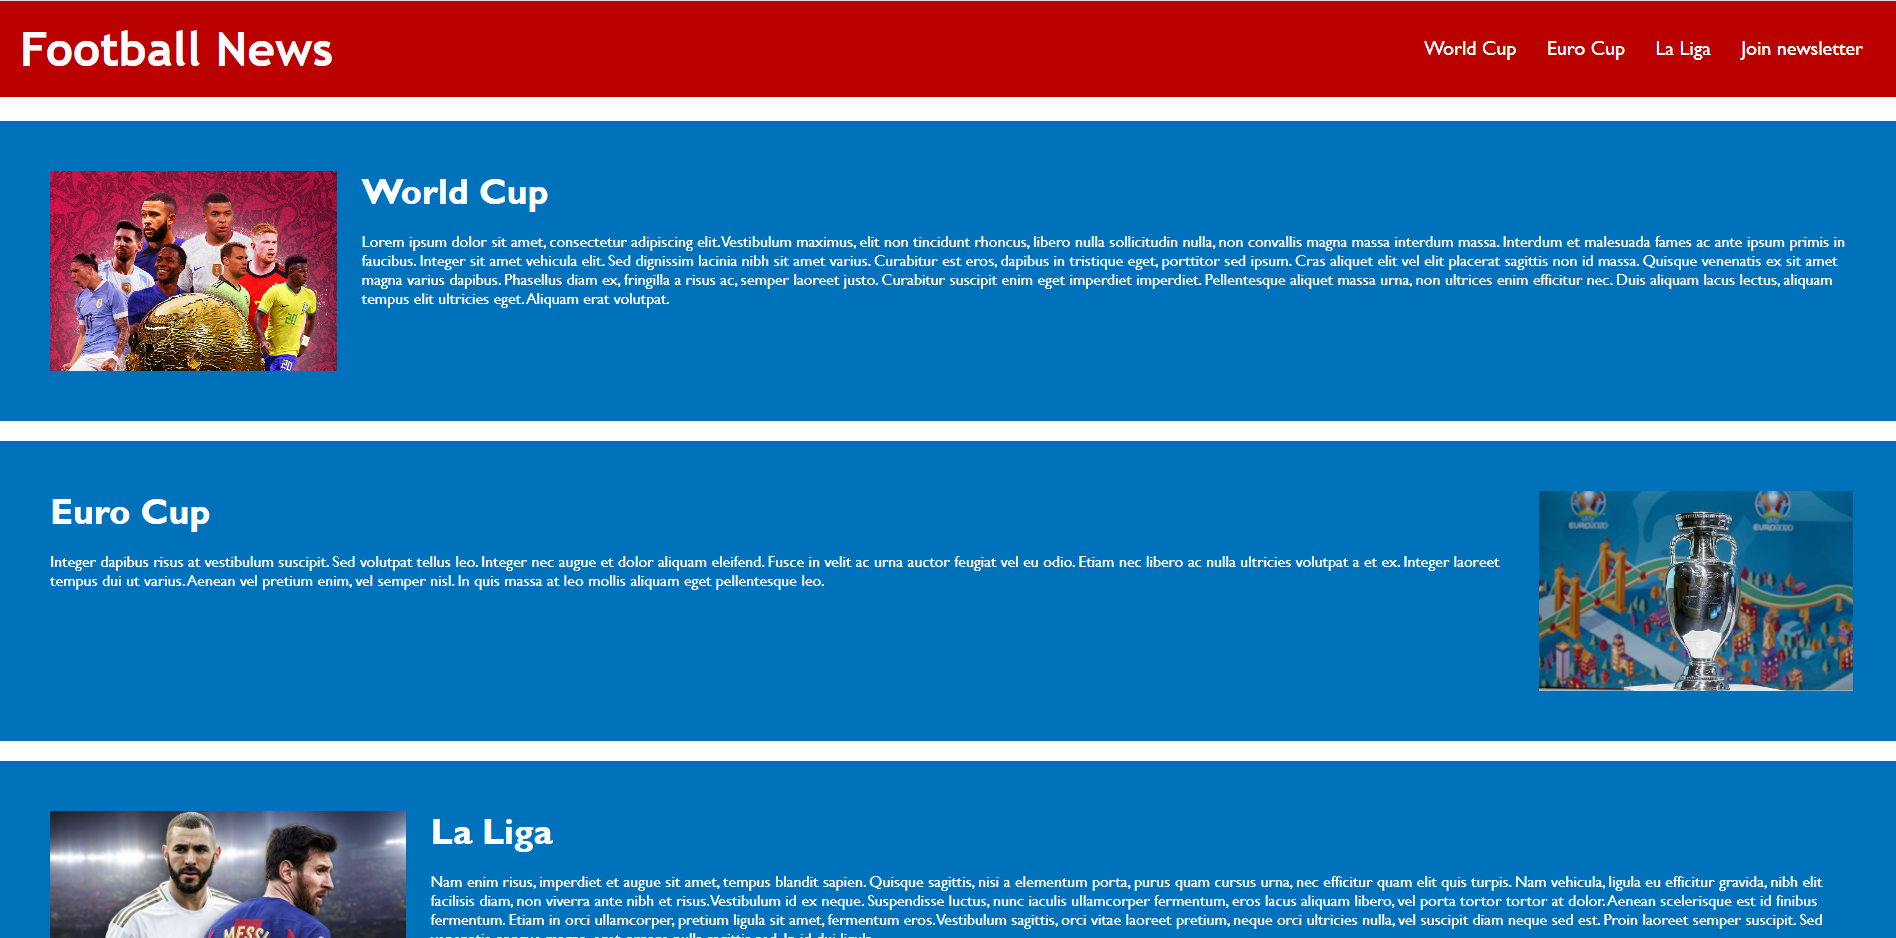 Football News
World Cup Euro Cup La Liga Join newsletter
World Cup
Lorem ipsum dolor sit amet, consectetur adipiscing elit. Vestibulum maximus, elit non tincidunt rhoncus, libero nulla sollicitudin nulla, non convallis magna massa interdum massa. Interdum et malesuada fames ac ante ipsum primis in
faucibus. Integer sit amet vehicula elit. Sed dignissim lacinia nibh sit amet varius. Curabitur est eros, dapibus in tristique eget, porttitor sed ipsum. Cras aliquet elit vel elit placerat sagittis non id massa. Quisque venenatis ex sit amet
magna varius dapibus. Phasellus diam ex, fringilla a risus ac, semper laoreet justo. Curabitur suscipit enim eget imperdiet imperdiet. Pellentesque aliquet massa urna, non ultrices enim efficitur nec. Duis aliquam lacus lectus, aliquam
tempus elit ultricies eget. Aliquam erat volutpat.
20
20
Euro Cup
Integer dapibus risus at vestibulum suscipit. Sed volutpat tellus leo. Integer nec augue et dolor aliquam eleifend. Fusce in velit ac urna auctor feugiat vel eu odio. Etiam nec libero ac nulla ultricies volutpat a et ex. Integer laoreet
tempus dui ut varius. Aenean vel pretium enim, vel semper nisl. In quis massa at leo mollis aliquam eget pellentesque leo.
EURO2020
EURO2020
La Liga
Nam enim risus, imperdiet et augue sit amet, tempus blandit sapien. Quisque sagittis, nisi a elementum porta, purus quam cursus urna, nec efficitur quam elit quis turpis. Nam vehicula, ligula eu efficitur gravida, nibh elit
facilisis diam, non viverra ante nibh et risus. Vestibulum id ex neque. Suspendisse luctus, nunc iaculis ullamcorper fermentum, eros lacus aliquam libero, vel porta tortor tortor at dolor. Aenean scelerisque est id finibus
fermentum. Etiam in orci ullamcorper, pretium ligula sit amet, fermentum eros. Vestibulum sagittis, orci vitae laoreet pretium, neque orci ultricies nulla, vel suscipit diam neque sed est. Proin laoreet semper suscipit. Sed
MESSI